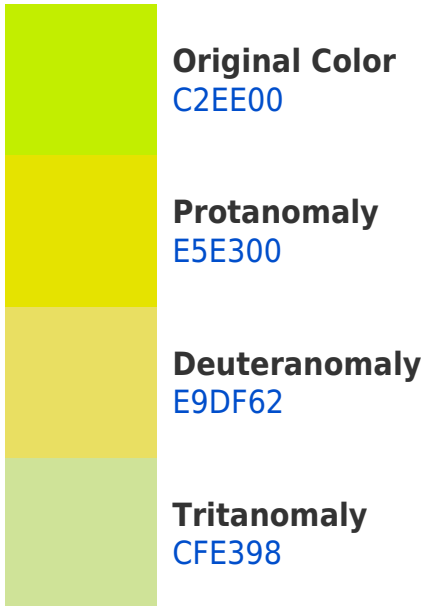 Original Color
C2EE00
Protanomaly
E5E300
Deuteranomaly
E9DF62
Tritanomaly
CFE398